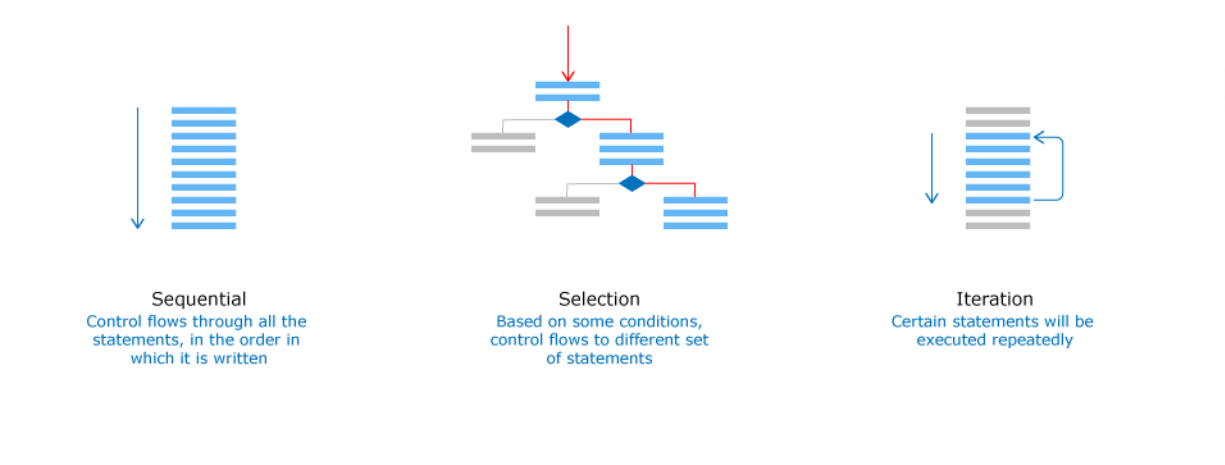 Sequential
Control flows through all the
statements, in the order in
which it is written
Selection
Based on some conditions,
control flows to different set
of statements
Iteration
Certain statements will be
executed repeatedly